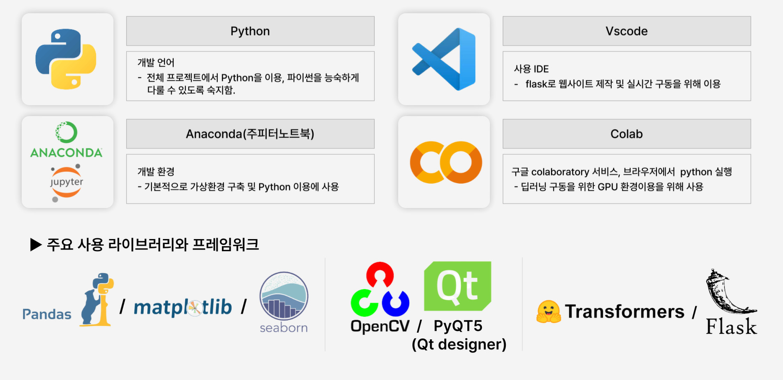 Python
개발 언어
- 전체 프로젝트에서 Python을 이용, 파이썬을 능숙하게
다룰 수 있도록 숙지함.
Vscode
사용 IDE
- flask로 웹사이트 제작 및 실시간 구동을 위해 이용
ANACONDA
jupyter
Anaconda(주피터노트북)
개발 환경
- 기본적으로 가상환경 구축 및 Python 이용에 사용
Colab
구글 colaboratory 서비스, 브라우저에서 python 실행
- 딥러닝 구동을 위한 GPU 환경이용을 위해 사용
▶ 주요 사용 라이브러리와 프레임워크
Pandas / matplotlib / seaborn
Qt
OpenCV / PyQT5
(Qt designer)
Transformers / Flask